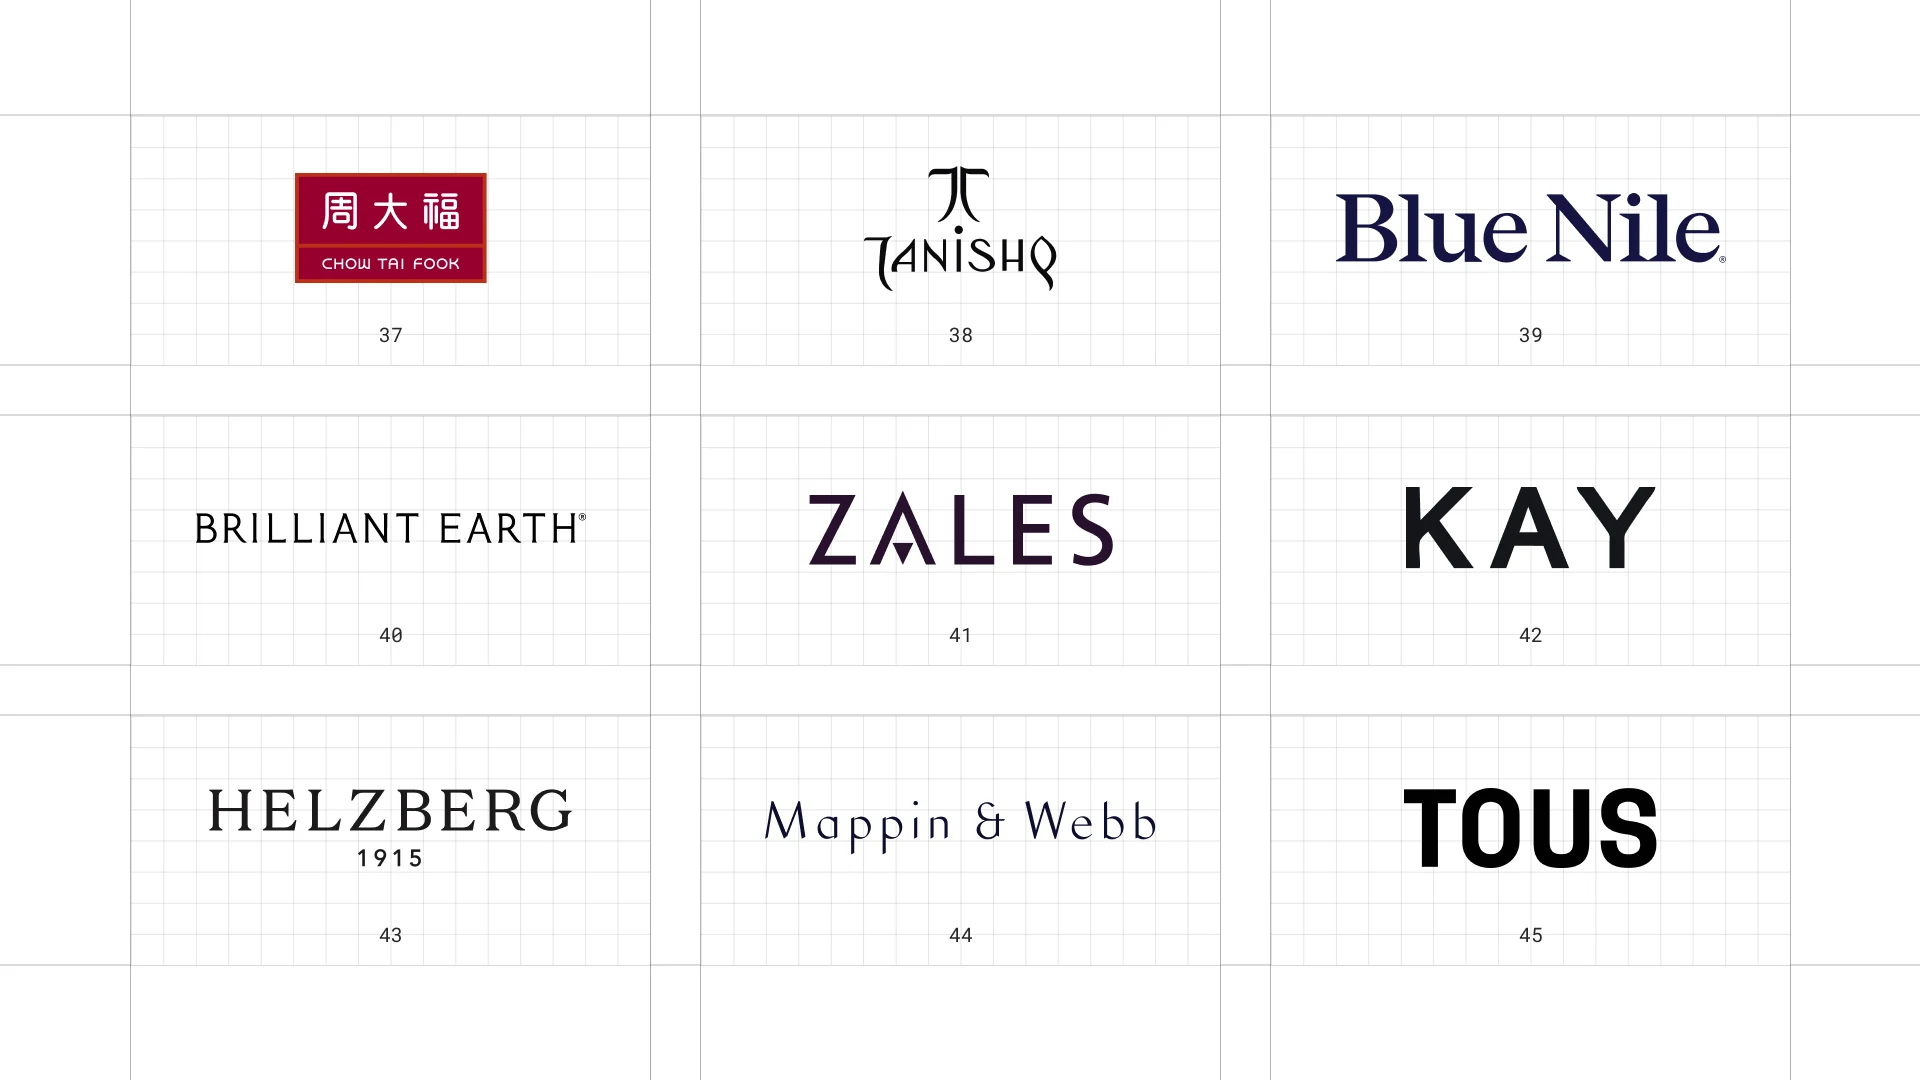 周大福
CHOW TAI FOOK
37
TANiSHQ
38
Blue Nile®
39
BRILLIANT EARTH®
40
ZALES
41
KAY
42
HELZBERG
1915
43
Mappin & Webb
44
TOUS
45